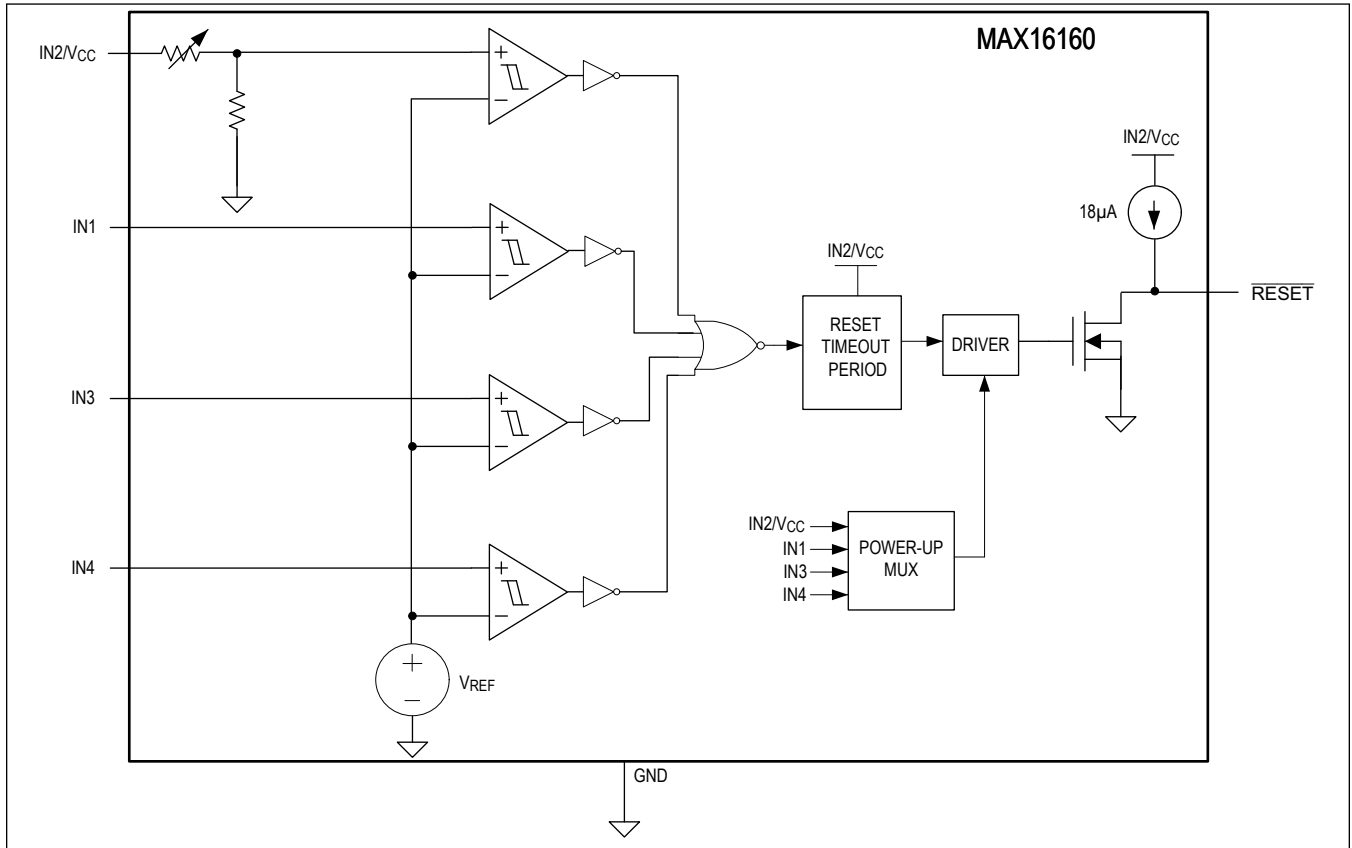 MAX16160
IN2/VCC
+
−
IN2/VCC
18µA
IN1
+
−
IN2/VCC
RESET
TIMEOUT
PERIOD
DRIVER
RESET
IN3
+
−
IN2/VCC
IN1
IN3
IN4
POWER-UP
MUX
IN4
+
−
+
−
VREF
GND